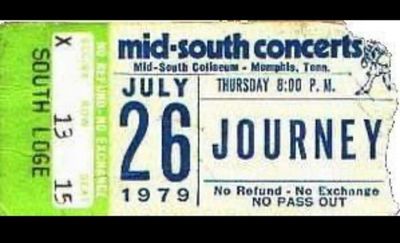 mid-south concerts
Mid-South Coliseum - Memphis, Tenn.
JULY
26
1979
THURSDAY 8:00 P. M.
JOURNEY
No Refund - No Exchange
NO PASS OUT
NO REFUND NO EXCHANGE
X
13
15
SOUTH LOGE